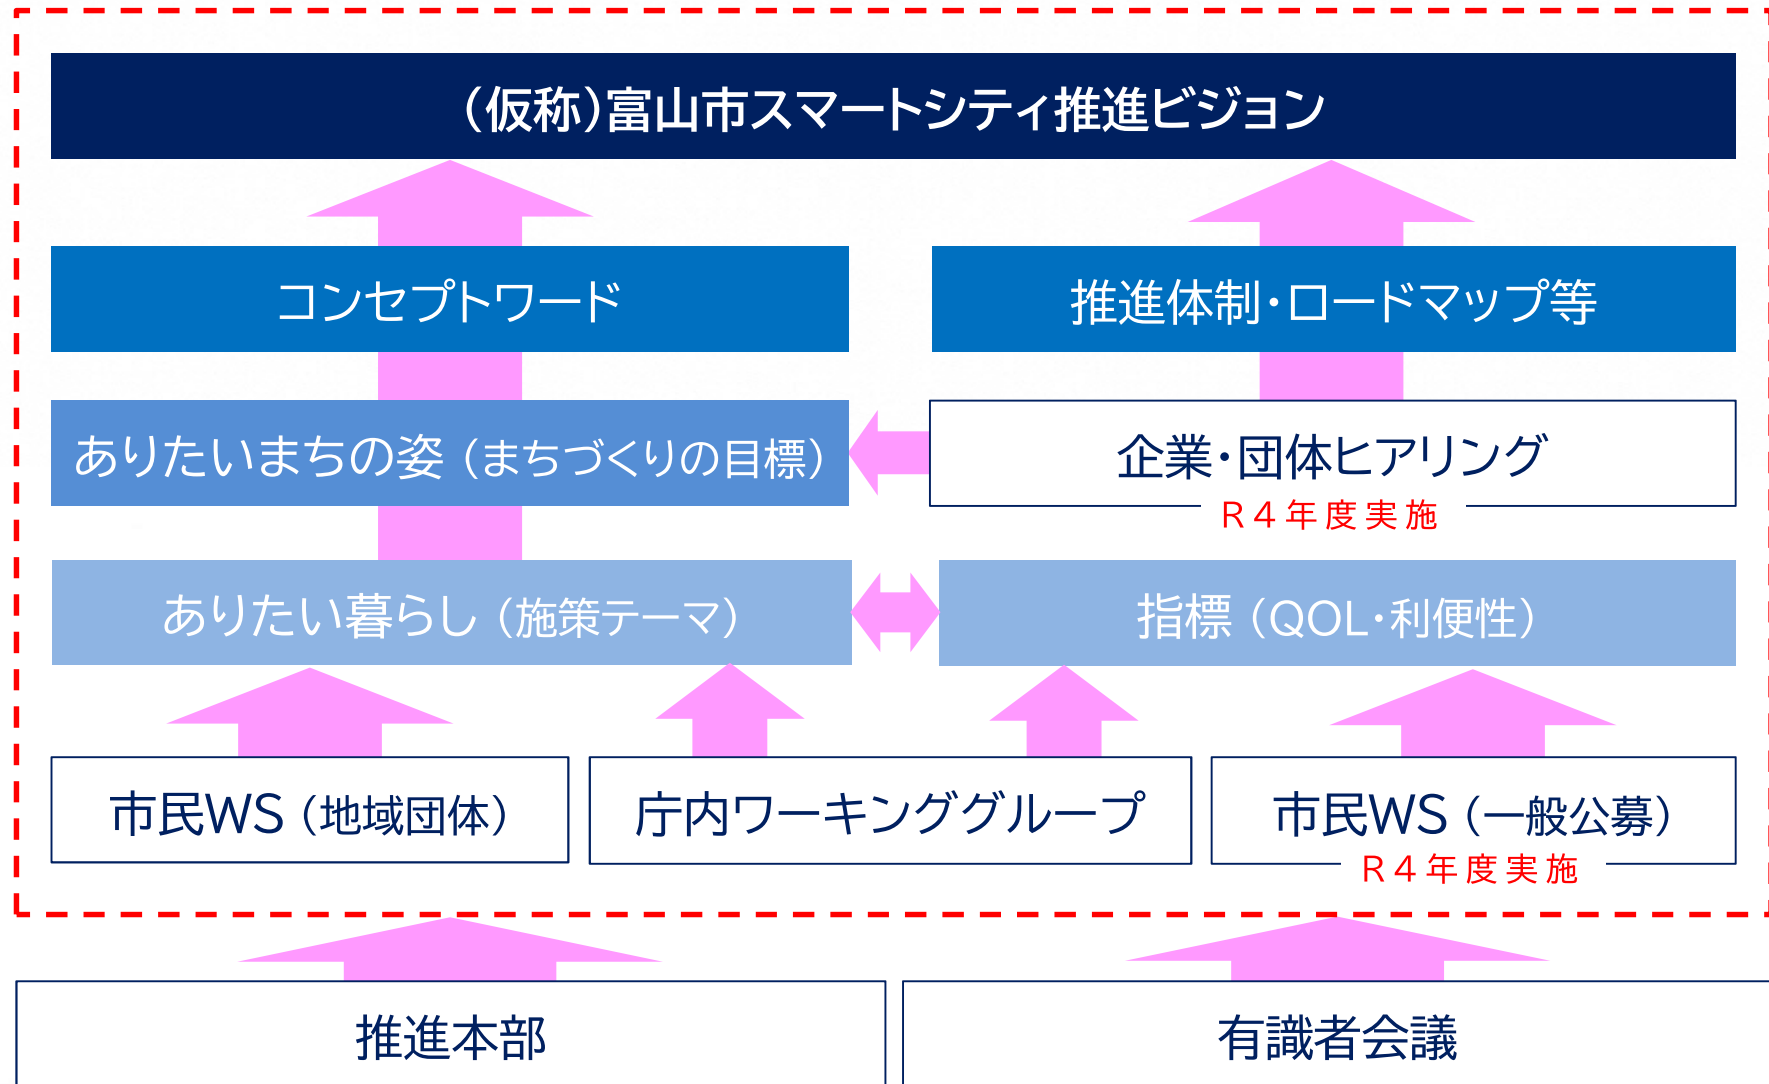 （仮称）富山市スマートシティ推進ビジョン
コンセプトワード
推進体制・ロードマップ等
ありたいまちの姿（まちづくりの目標）
企業・団体ヒアリング
R４年度実施
ありたい暮らし（施策テーマ）
指標（QOL・利便性）
市民WS（地域団体）
庁内ワーキンググループ
市民WS（一般公募）
R４年度実施
推進本部
有識者会議